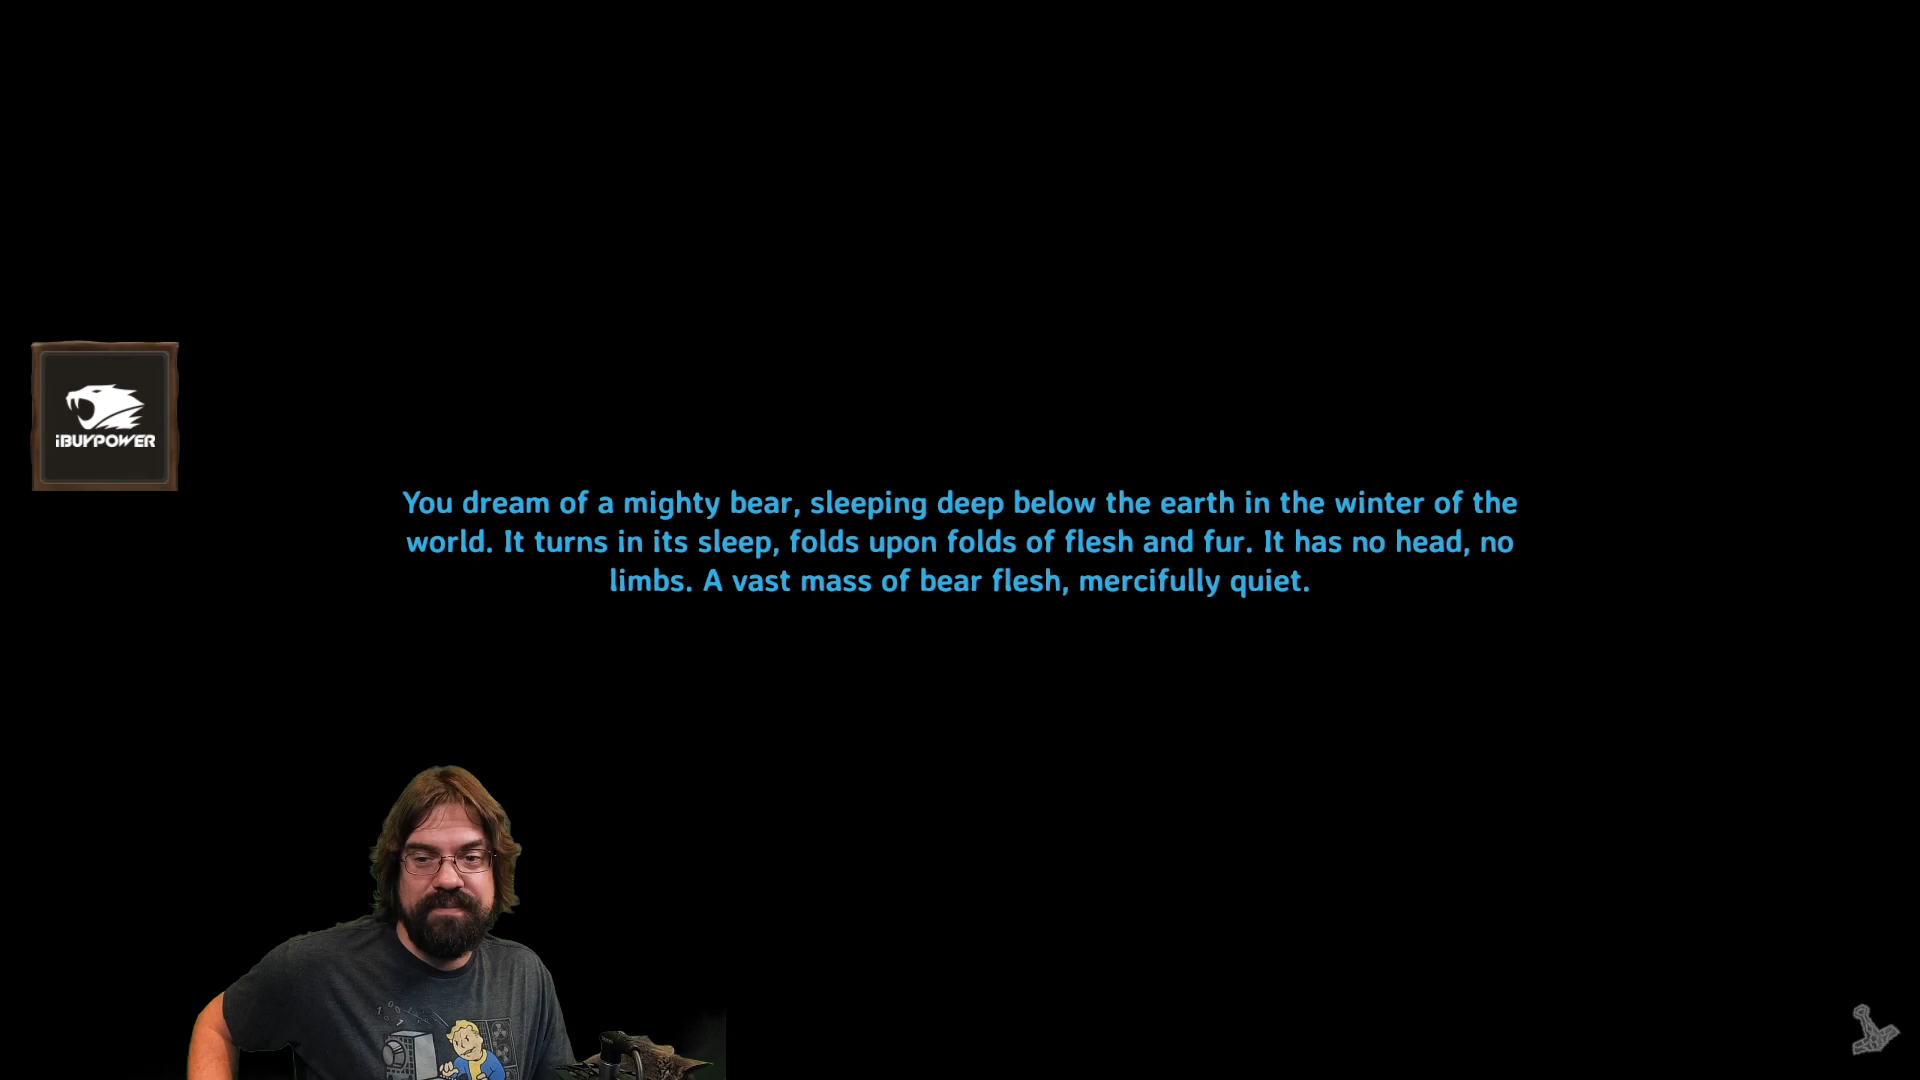 iBUYPOWER
You dream of a mighty bear, sleeping deep below the earth in the winter of the
world. It turns in its sleep, folds upon folds of flesh and fur. It has no head, no
limbs. A vast mass of bear flesh, mercifully quiet.